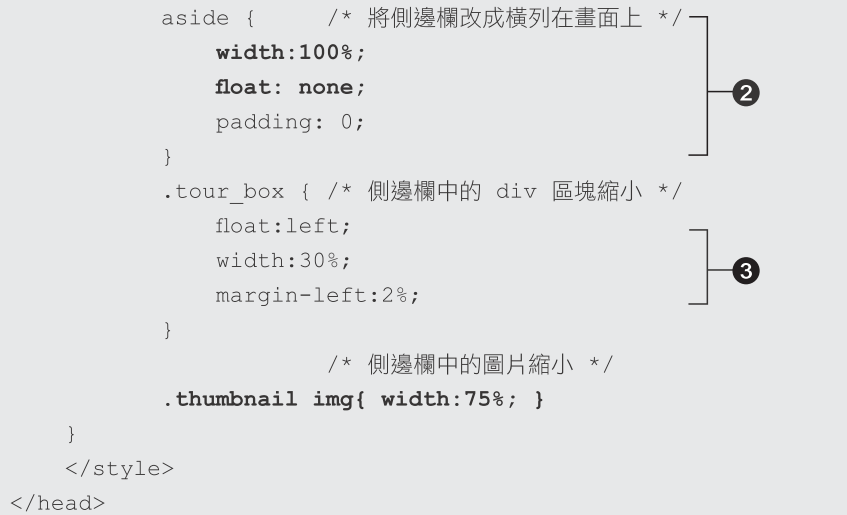 aside {      /* 將側邊欄改成橫列在畫面上 */
width:100%;
float: none;
❷
padding: 0;
}
.tour_box { /* 側邊欄中的 div 區塊縮小 */
float:left;
width:30%;
❸
margin-left:2%;
}
/* 側邊欄中的圖片縮小 */
.thumbnail img{ width:75%; }
}
</style>
</head>